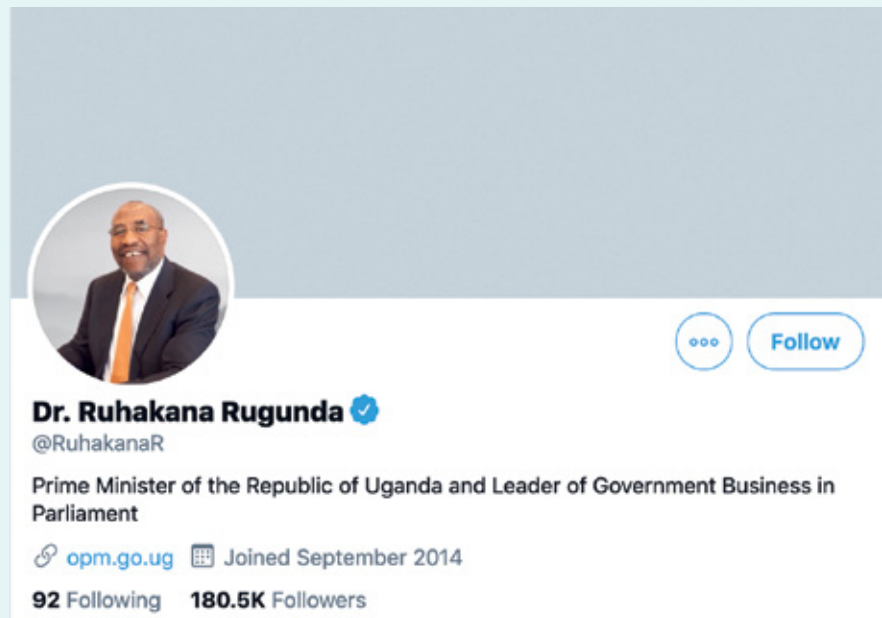 Follow
Dr. Ruhakana Rugunda
@RuhakanaR
Prime Minister of the Republic of Uganda and Leader of Government Business in
Parliament
opm.go.ug Joined September 2014
92 Following 180.5K Followers